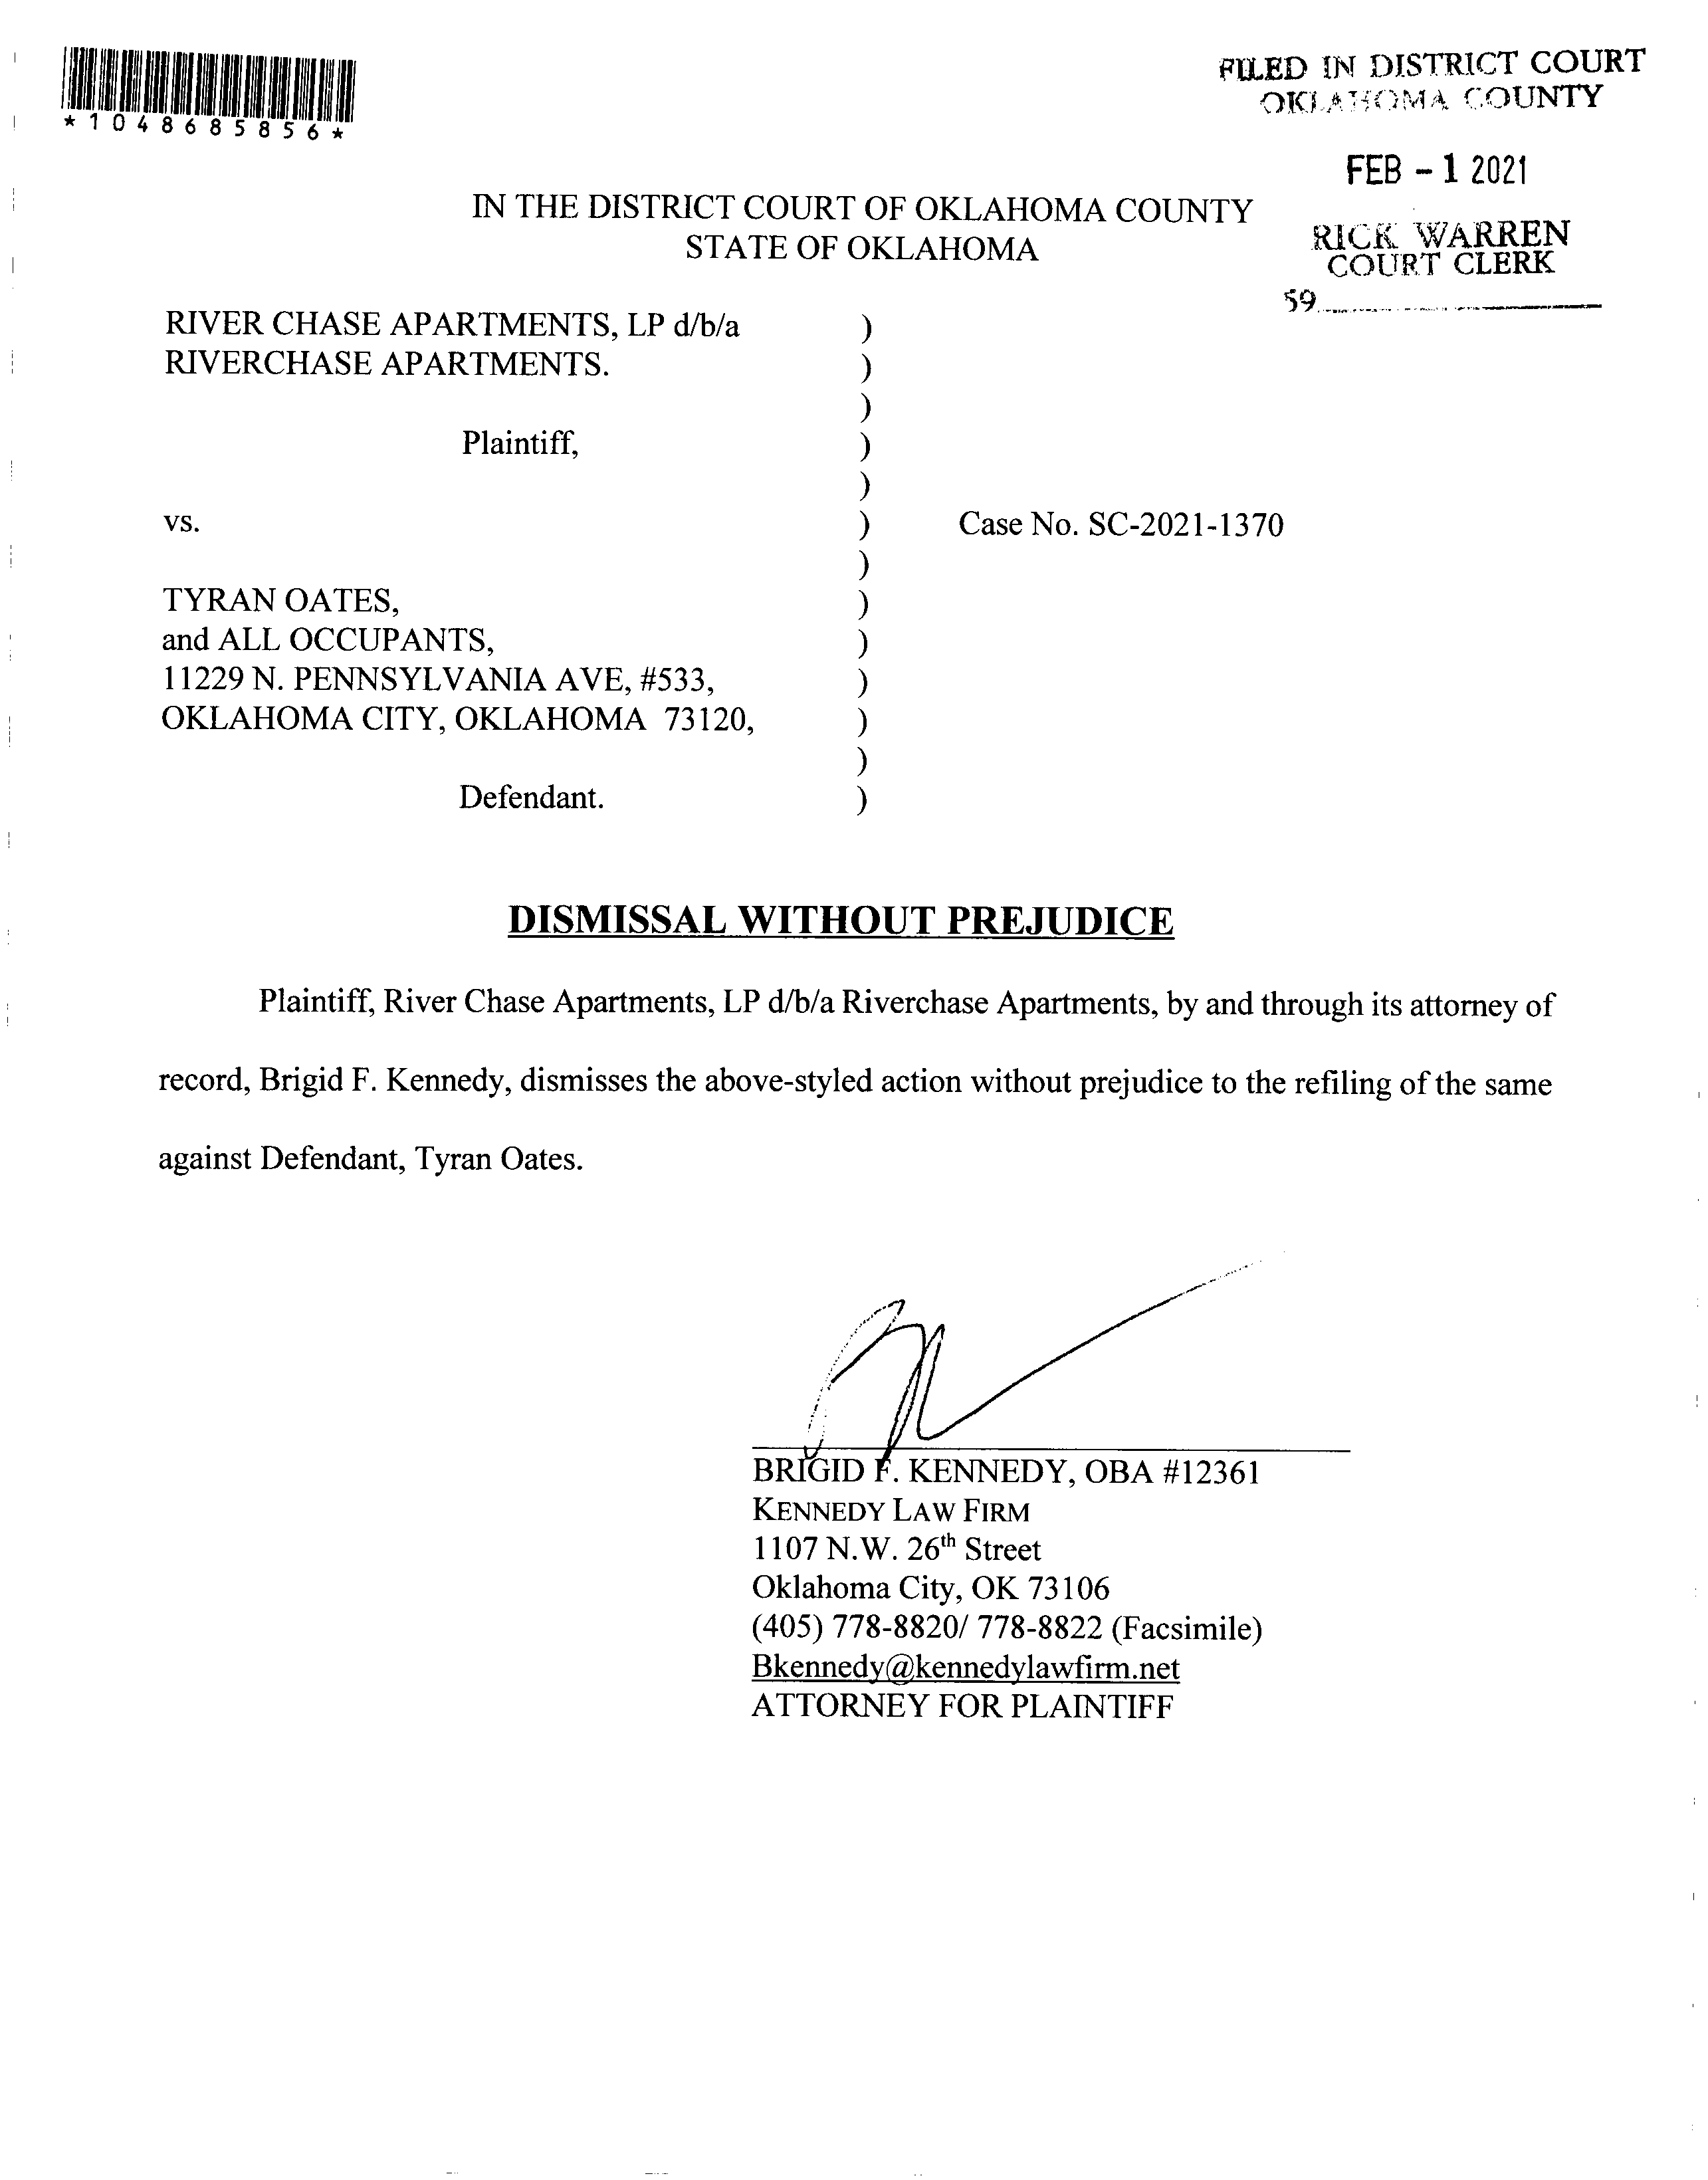 *1048685856*
FILED IN DISTRICT COURT
OKLAHOMA COUNTY
FEB - 1 2021
RICK WARREN
COURT CLERK
59
IN THE DISTRICT COURT OF OKLAHOMA COUNTY
STATE OF OKLAHOMA
RIVER CHASE APARTMENTS, LP d/b/a )
RIVERCHASE APARTMENTS. )
)
Plaintiff, )
)
vs. ) Case No. SC-2021-1370
)
TYRAN OATES, )
and ALL OCCUPANTS, )
11229 N. PENNSYLVANIA AVE, #533, )
OKLAHOMA CITY, OKLAHOMA 73120, )
)
Defendant. )
DISMISSAL WITHOUT PREJUDICE
Plaintiff, River Chase Apartments, LP d/b/a Riverchase Apartments, by and through its attorney of
record, Brigid F. Kennedy, dismisses the above-styled action without prejudice to the refiling of the same
against Defendant, Tyran Oates.
BRIGID F. KENNEDY, OBA #12361
KENNEDY LAW FIRM
1107 N.W. 26th Street
Oklahoma City, OK 73106
(405) 778-8820/ 778-8822 (Facsimile)
Bkennedy@kennedylawfirm.net
ATTORNEY FOR PLAINTIFF